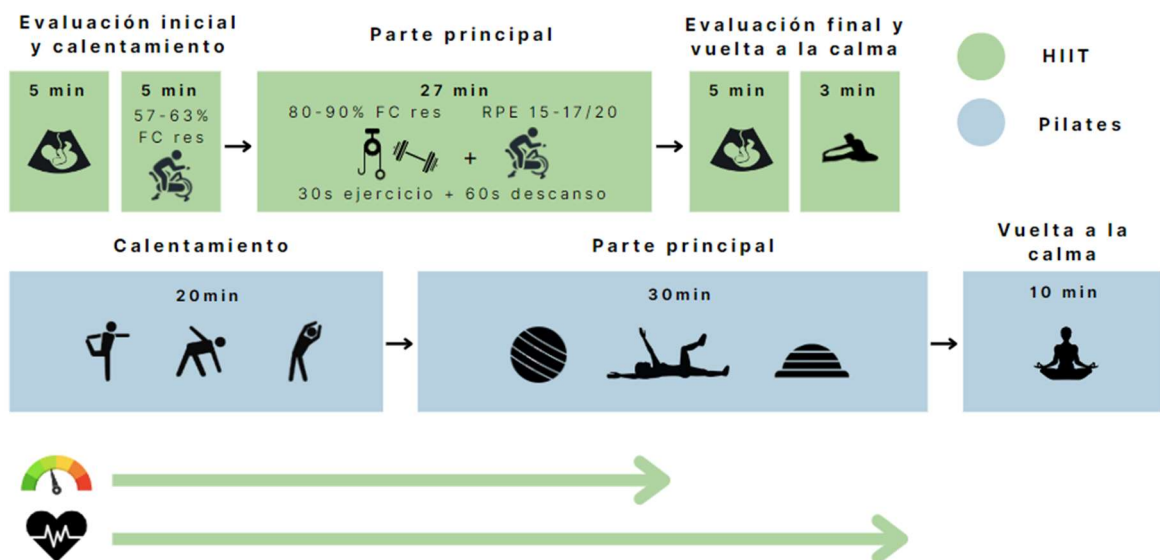 Evaluación inicial
y calentamiento
Parte principal
Evaluación final y
vuelta a la calma
HIIT
Pilates
5 min
5 min
57-63%
FC res
27 min
80-90% FC res
RPE 15-17/20
+
30s ejercicio + 60s descanso
5 min
3 min
Calentamiento
Parte principal
Vuelta a la
calma
20min
30min
10 min